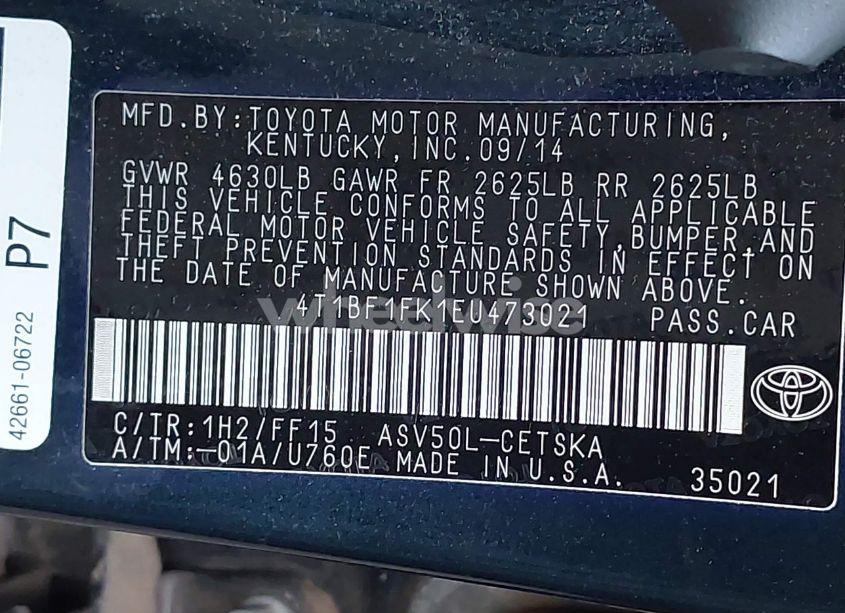 MFD.BY:TOYOTA MOTOR MANUFACTURING,
KENTUCKY,INC.09/14
GVWR 4630LB GAWR FR 2625LB RR 2625LB
THIS VEHICLE CONFORMS TO ALL APPLICABLE
FEDERAL MOTOR VEHICLE SAFETY,BUMPER,AND
THEFT PREVENTION STANDARDS IN EFFECT ON
THE DATE OF MANUFACTURE SHOWN ABOVE.
4T1BF1FK1EU473021 PASS.CAR
wheelwise
C/TR:1H2/FF15 ASV50L-CETSKA
A/TM:-01A/U760E MADE IN U.S.A. 35021
P7
42661-06722